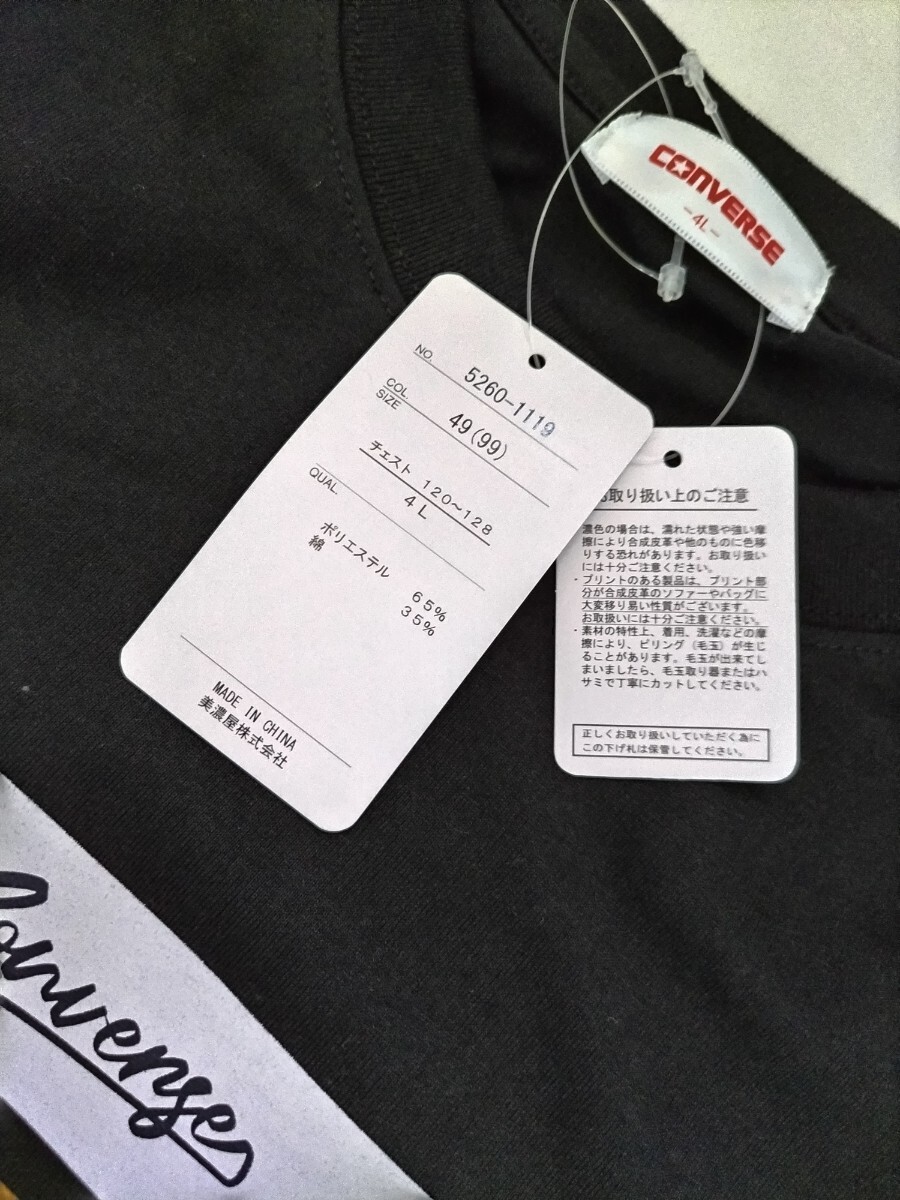 CONVERSE
-4L-
NO. 5260-1119
COL. 49(99)
SIZE
チェスト 120~128
4L
QUAL.
ポリエステル 65%
綿 35%
MADE IN CHINA
美濃屋株式会社
取り扱い上のご注意
濃色の場合は、濡れた状態や強い摩
擦により合成皮革や他のものに色移
りする恐れがあります。お取り扱い
には十分ご注意ください。
・プリントのある製品は、プリント部
分が合成皮革のソファーやバッグに
大変移り易い性質がございます。
お取扱いには十分ご注意ください。
・素材の特性上、着用、洗濯などの摩
擦により、ピリング(毛玉)が生じ
ることがあります。毛玉が出来てし
まいましたら、毛玉取り器またはハ
サミで丁寧にカットしてください。
正しくお取り扱いしていただく為に
この下げ札は保管してください。
Converse